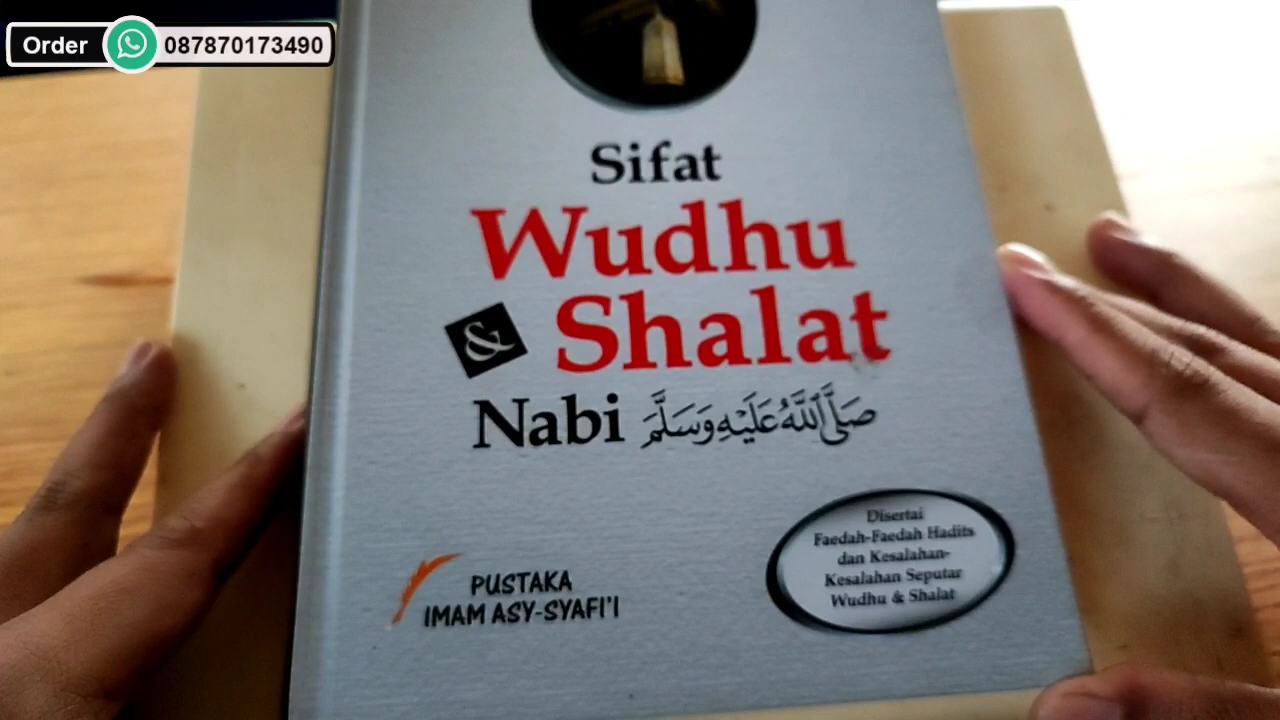 Order 087870173490
Sifat
Wudhu
& Shalat
Nabi صَلَّى اللَّهُ عَلَيْهِ وَسَلَّمَ
PUSTAKA
IMAM ASY-SYAFI'I
Disertai
Faedah-Faedah Hadits
dan Kesalahan-
Kesalahan Seputar
Wudhu & Shalat